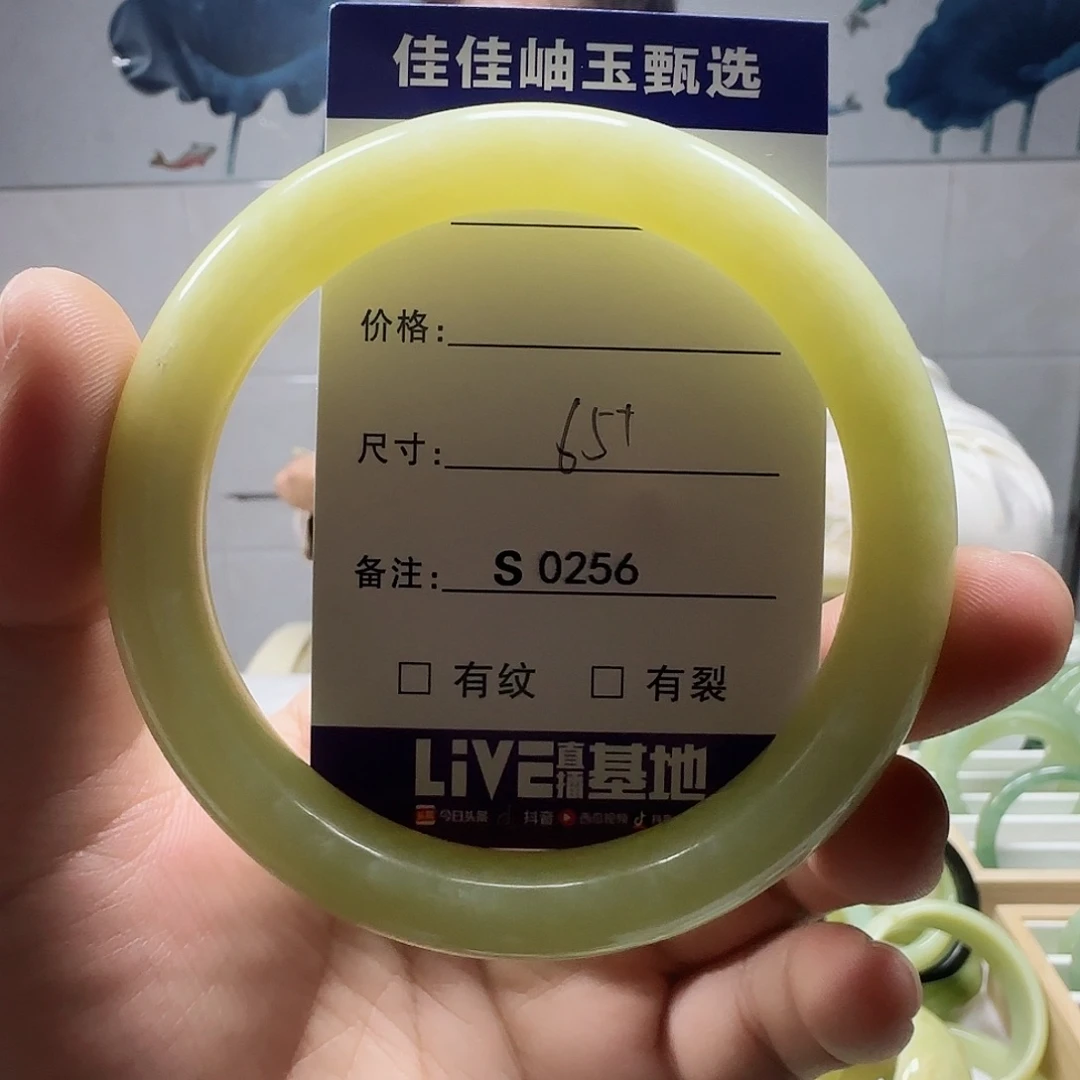 佳佳岫玉甄选
价格:
尺寸: 65+
备注: S 0256
□ 有纹 □ 有裂
LiVE直播基地
今日头条 抖音 西瓜视频